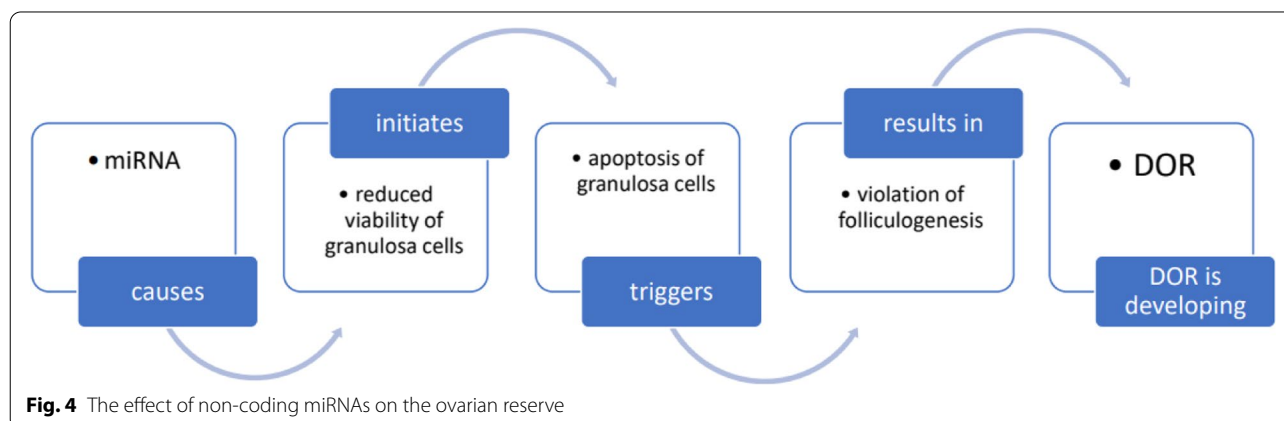 • miRNA
causes
initiates
• reduced
viability of
granulosa cells
• apoptosis of
granulosa cells
triggers
results in
• violation of
folliculogenesis
• DOR
DOR is
developing
Fig. 4 The effect of non-coding miRNAs on the ovarian reserve